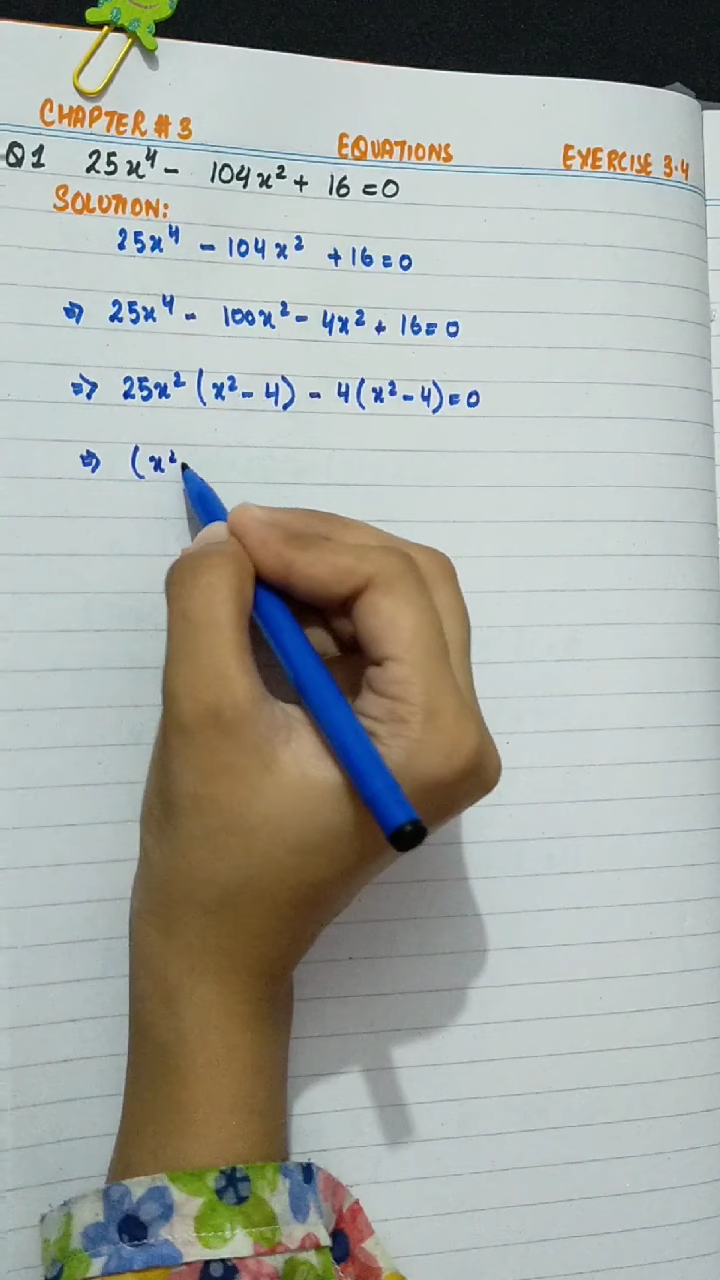 CHAPTER # 3 EQUATIONS EXERCISE 3.4
Q1 25x⁴ - 104x² + 16 = 0
SOLUTION:
25x⁴ - 104x² + 16 = 0
⇒ 25x⁴ - 100x² - 4x² + 16 = 0
⇒ 25x² (x² - 4) - 4 (x² - 4) = 0
⇒ (x²